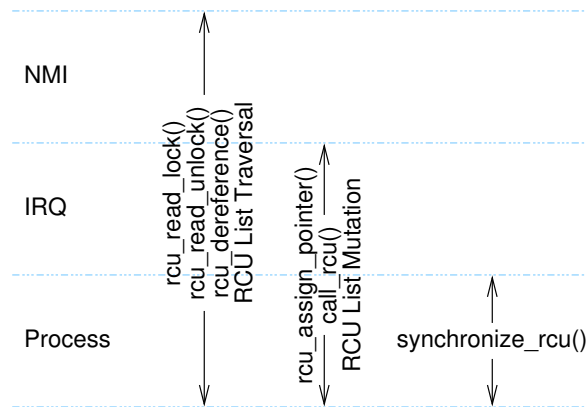 NMI
rcu_read_lock()
rcu_read_unlock()
rcu_dereference()
RCU List Traversal
IRQ
rcu_assign_pointer()
call_rcu()
RCU List Mutation
Process
synchronize_rcu()